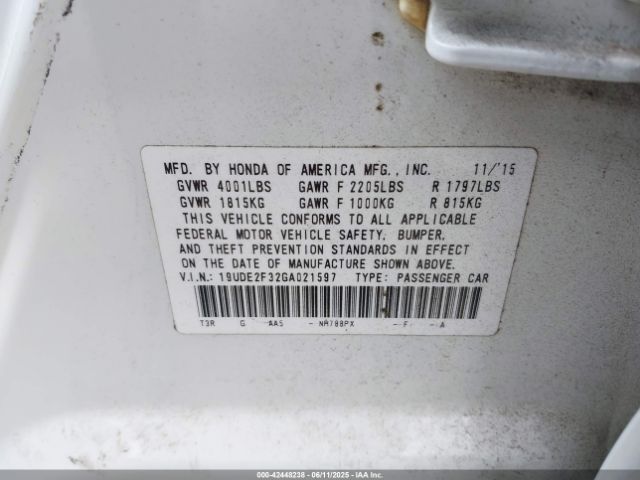 MFD. BY HONDA OF AMERICA MFG., INC. 11/'15
GVWR 4001LBS GAWR F 2205LBS R 1797LBS
GVWR 1815KG GAWR F 1000KG R 815KG
THIS VEHICLE CONFORMS TO ALL APPLICABLE
FEDERAL MOTOR VEHICLE SAFETY, BUMPER,
AND THEFT PREVENTION STANDARDS IN EFFECT
ON THE DATE OF MANUFACTURE SHOWN ABOVE.
V.I.N.: 19UDE2F32GA021597 TYPE: PASSENGER CAR
T3R G AA5 - NH788PX - F - A
000-42448238 - 06/11/2025 - IAA Inc.